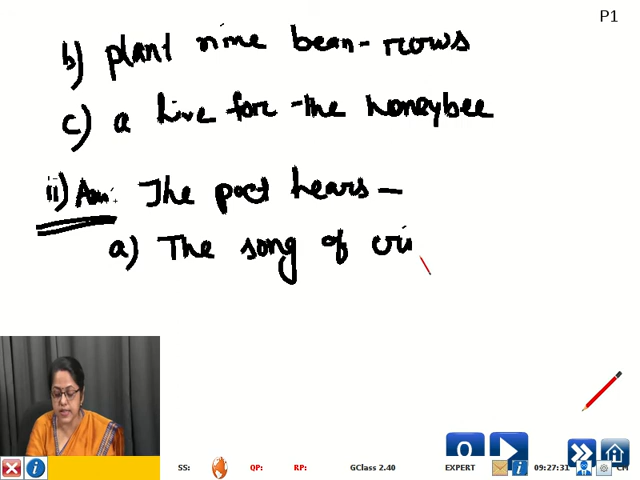 P1
b) plant nine bean-rows
c) a hive for the honeybee
ii) Ans: The poet hears —
a) The song of cri
SS: QP: RP: GClass 2.40 EXPERT 09:27:31